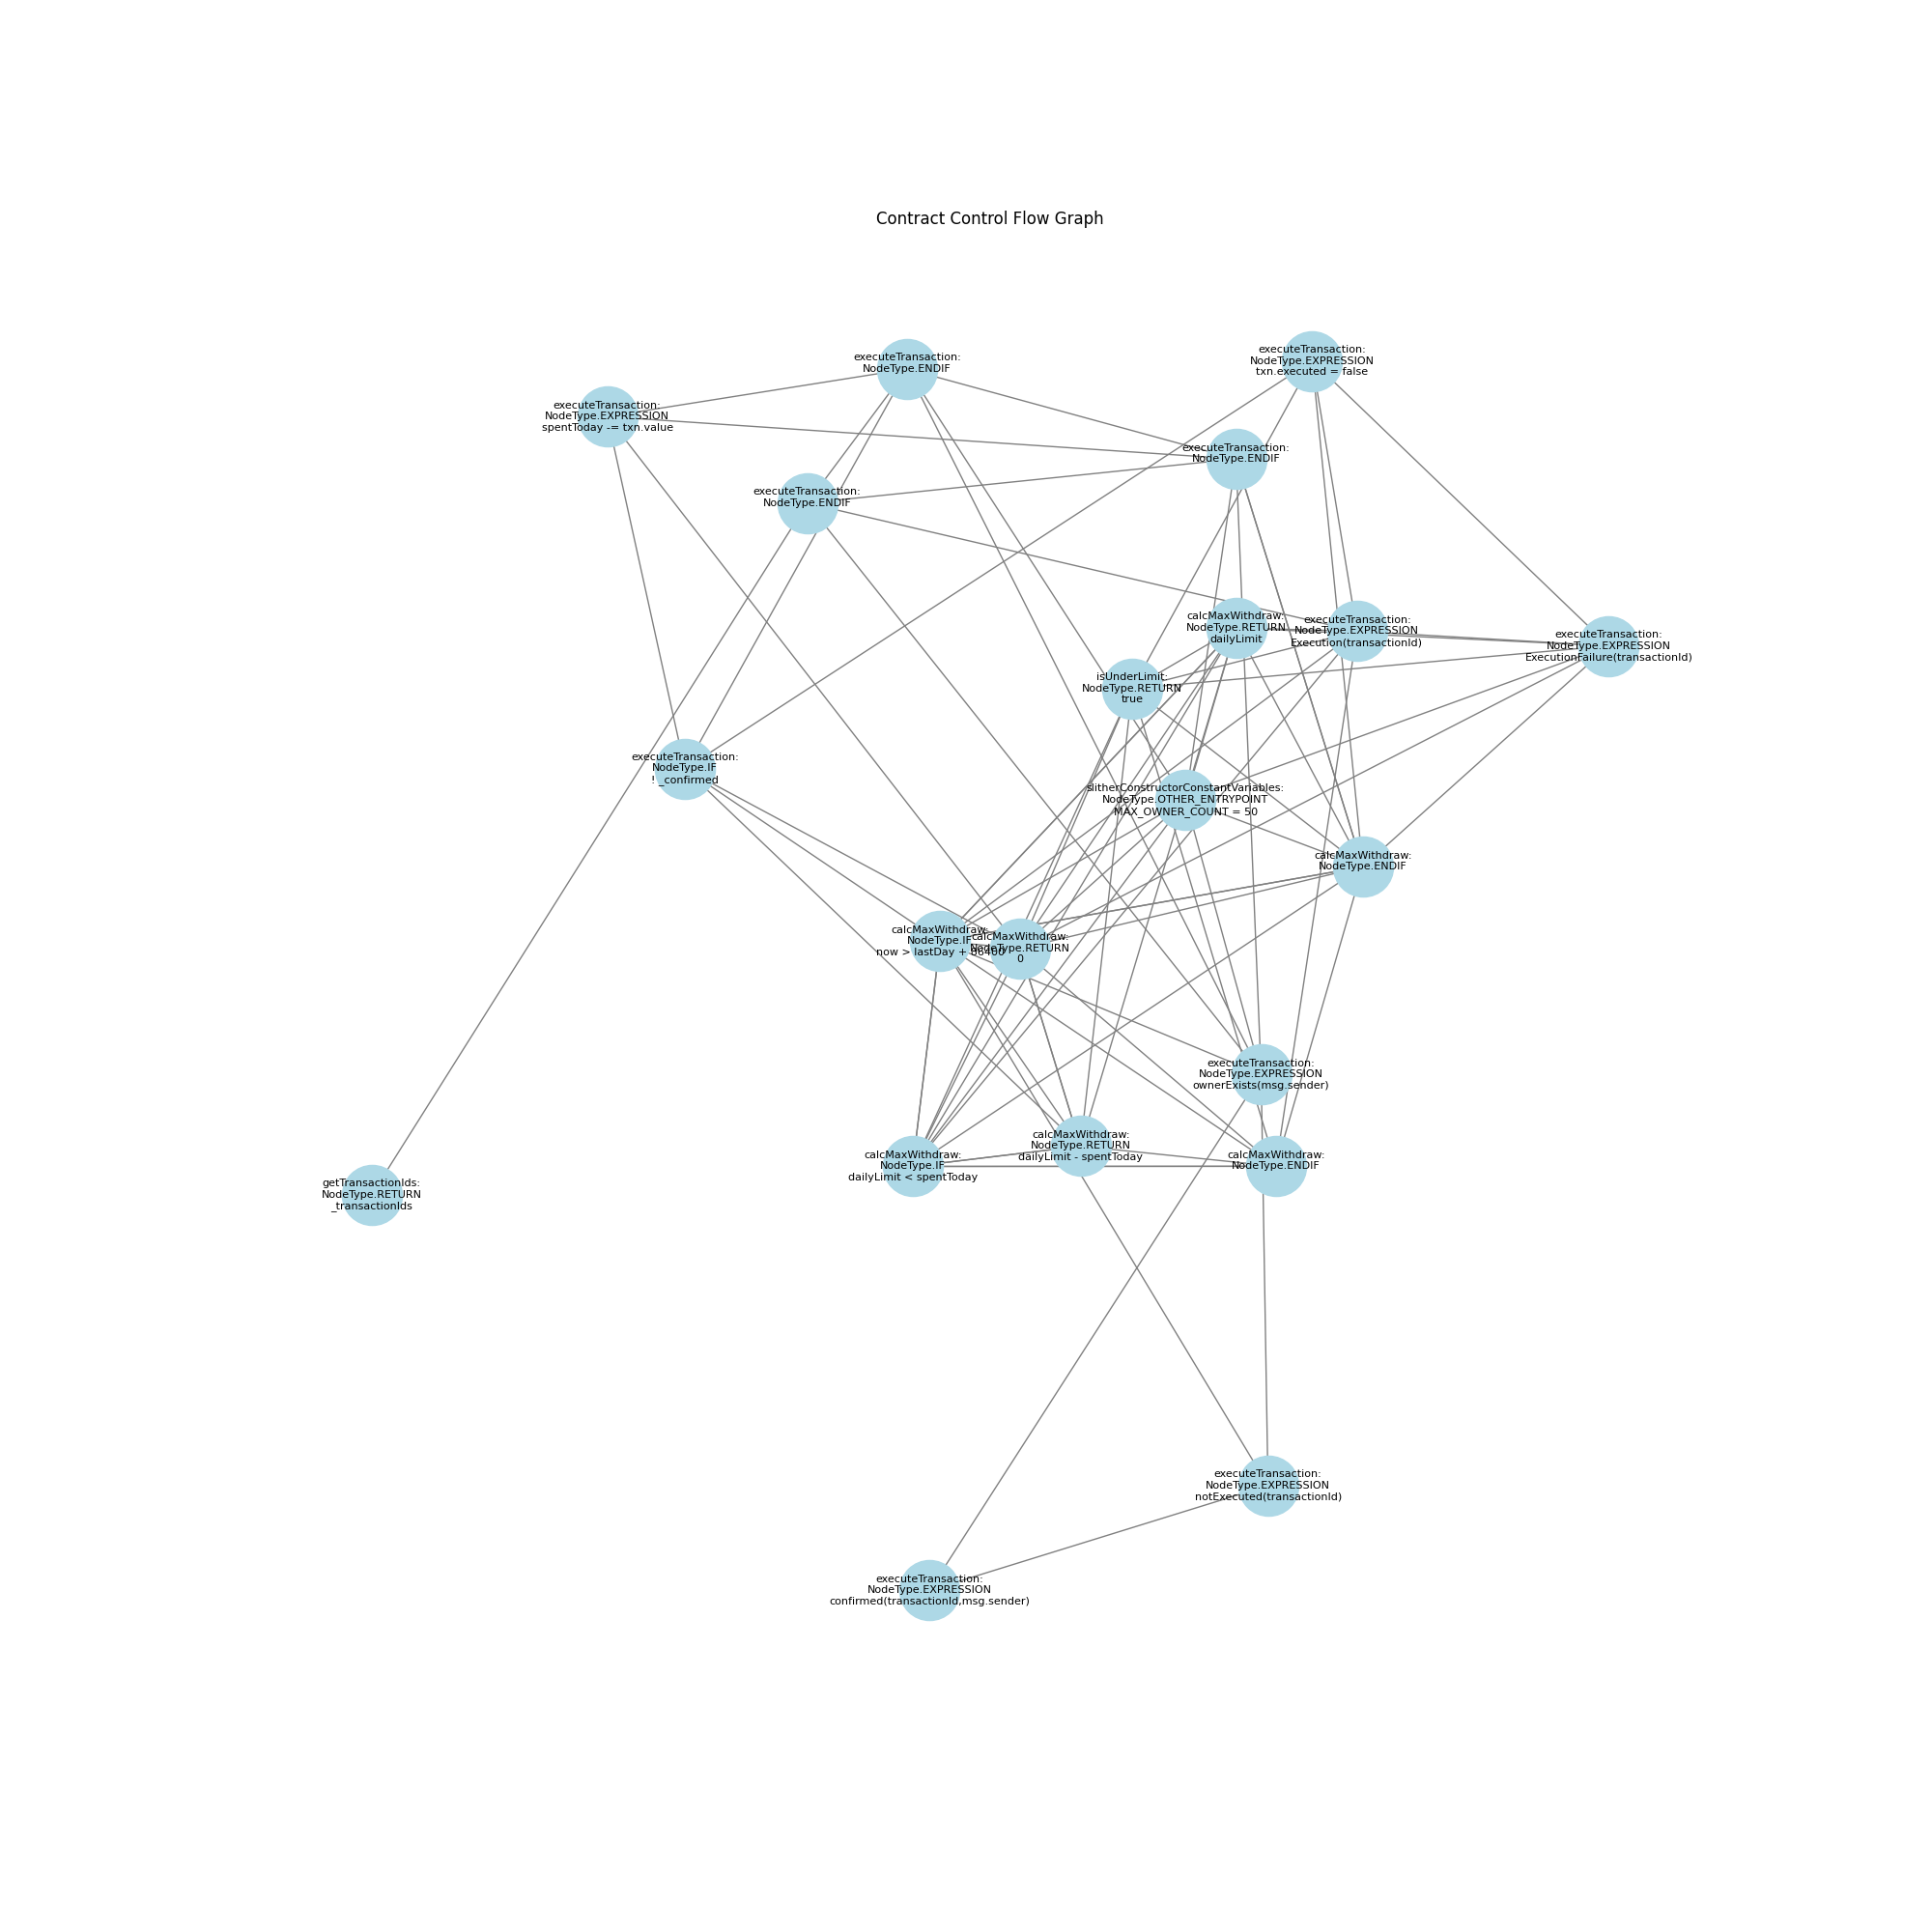 Contract Control Flow Graph
executeTransaction:
NodeType.EXPRESSION
txn.executed = false
executeTransaction:
NodeType.ENDIF
executeTransaction:
NodeType.EXPRESSION
spentToday -= txn.value
executeTransaction:
NodeType.ENDIF
executeTransaction:
NodeType.ENDIF
calcMaxWithdraw:
NodeType.RETURN
dailyLimit
executeTransaction:
NodeType.EXPRESSION
Execution(transactionId)
executeTransaction:
NodeType.EXPRESSION
ExecutionFailure(transactionId)
isUnderLimit:
NodeType.RETURN
true
executeTransaction:
NodeType.IF
! _confirmed
slitherConstructorConstantVariables:
NodeType.OTHER_ENTRYPOINT
MAX_OWNER_COUNT = 50
calcMaxWithdraw:
NodeType.ENDIF
calcMaxWithdraw:
NodeType.IF
now > lastDay + 86400
calcMaxWithdraw:
NodeType.RETURN
0
executeTransaction:
NodeType.EXPRESSION
ownerExists(msg.sender)
calcMaxWithdraw:
NodeType.RETURN
dailyLimit - spentToday
calcMaxWithdraw:
NodeType.IF
dailyLimit < spentToday
calcMaxWithdraw:
NodeType.ENDIF
getTransactionIds:
NodeType.RETURN
_transactionIds
executeTransaction:
NodeType.EXPRESSION
notExecuted(transactionId)
executeTransaction:
NodeType.EXPRESSION
confirmed(transactionId,msg.sender)